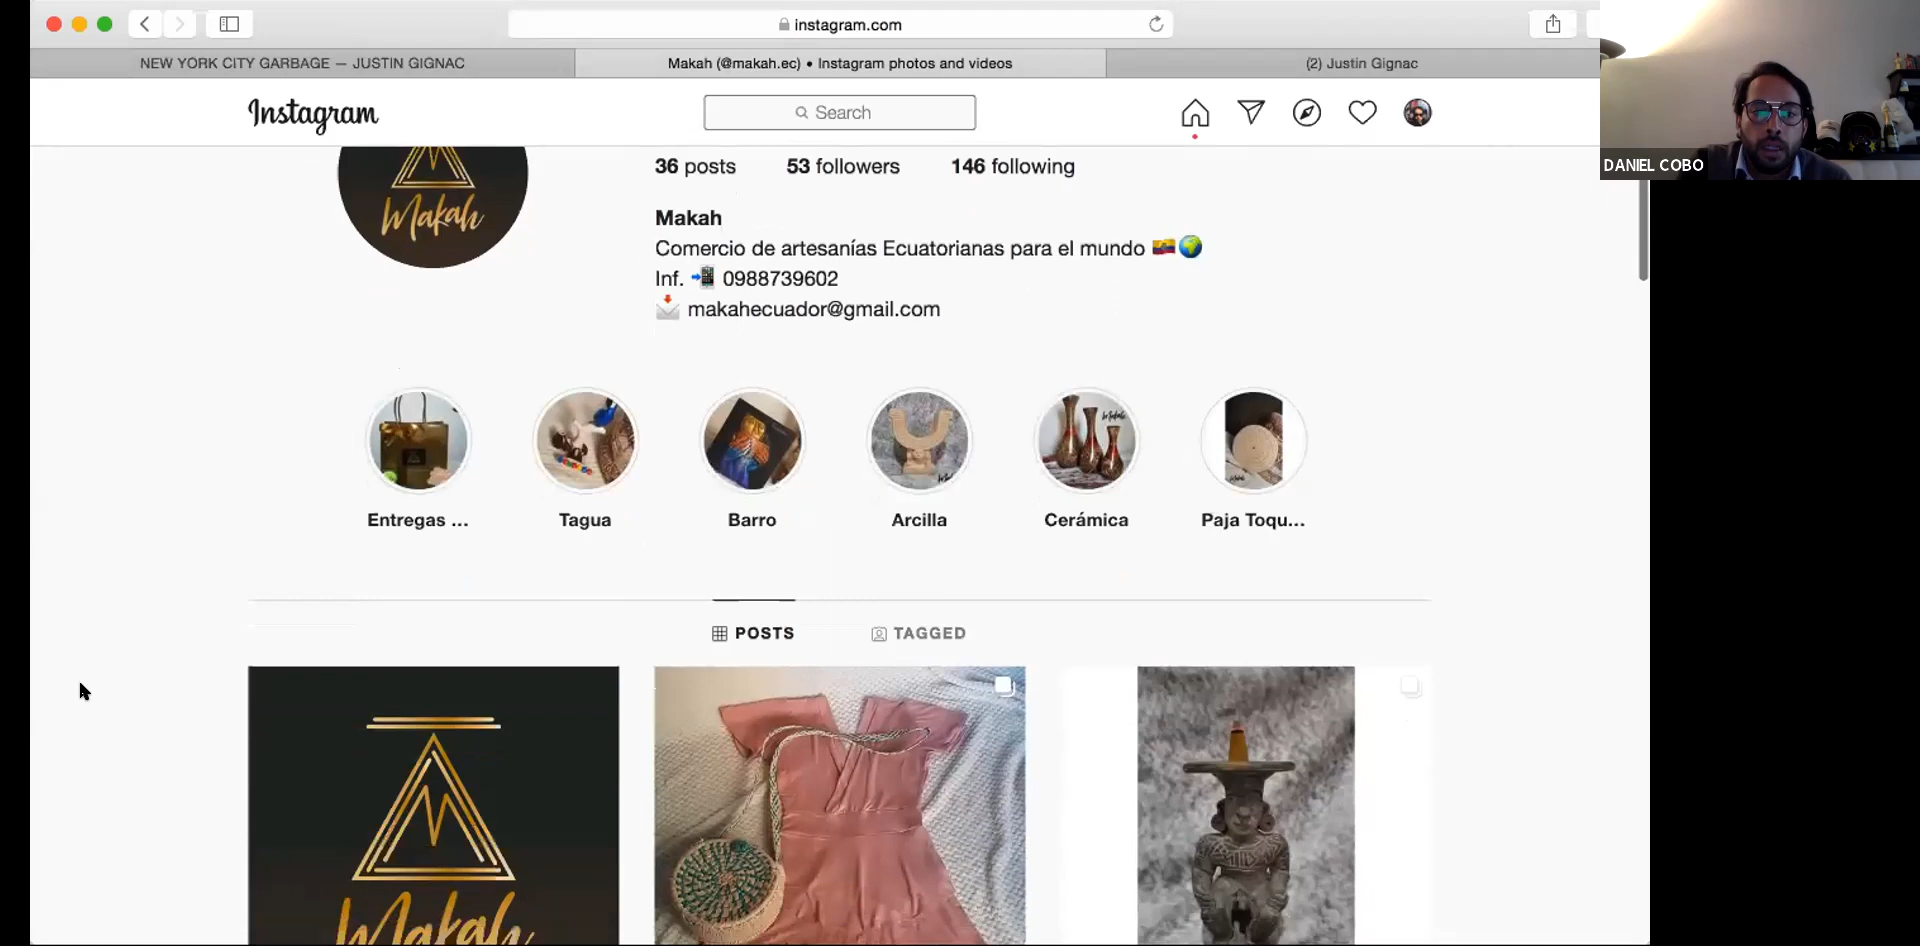 instagram.com
NEW YORK CITY GARBAGE — JUSTIN GIGNAC
Makah (@makah.ec) • Instagram photos and videos
(2) Justin Gignac
Instagram
Search
DANIEL COBO
Makah
36 posts
53 followers
146 following
Makah
Comercio de artesanías Ecuatorianas para el mundo 🇪🇨🌍
Inf. 📲 0988739602
📩 makahecuador@gmail.com
Entregas ...
Tagua
Barro
Arcilla
Cerámica
Paja Toqu...
POSTS
TAGGED
Makah